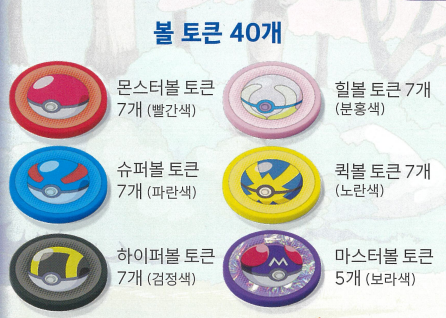 볼 토큰 40개
몬스터볼 토큰
7개 (빨간색)
힐볼 토큰 7개
(분홍색)
슈퍼볼 토큰
7개 (파란색)
퀵볼 토큰 7개
(노란색)
하이퍼볼 토큰
7개 (검정색)
마스터볼 토큰
5개 (보라색)
M